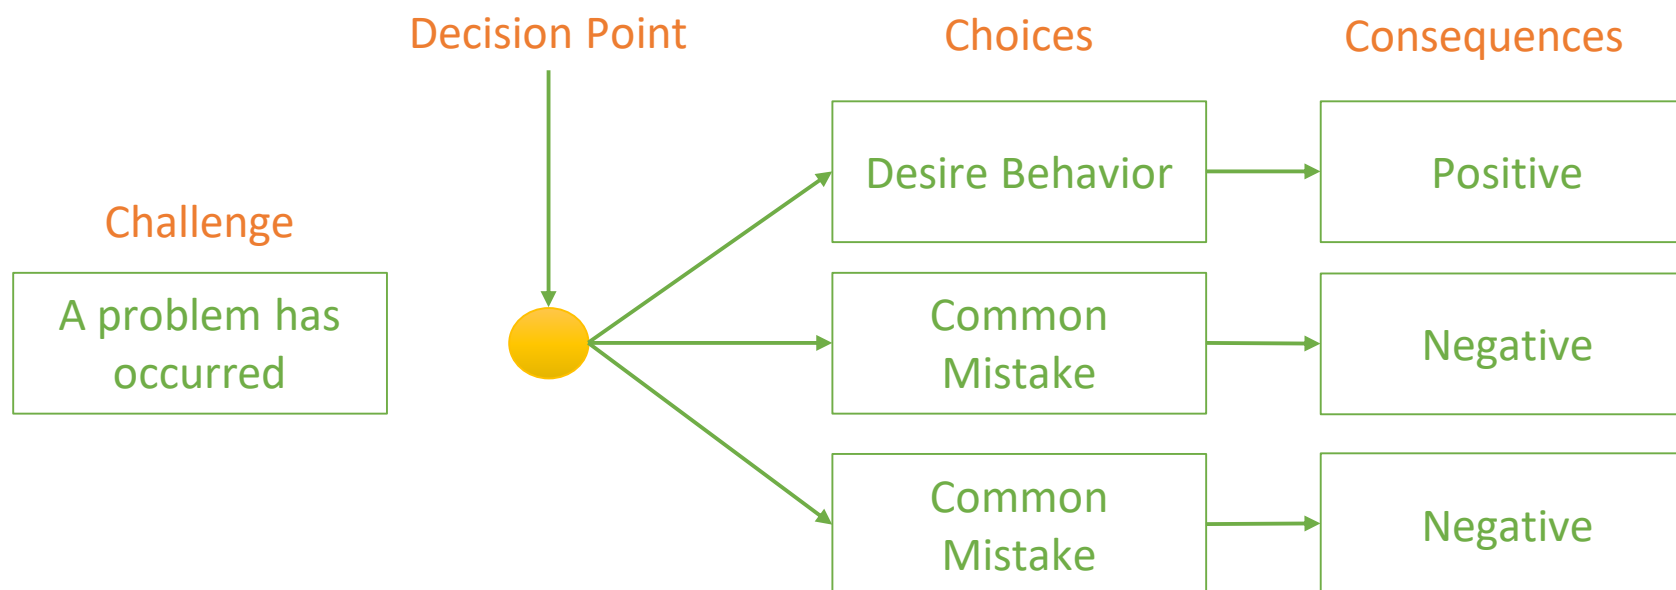 Decision Point
Choices
Consequences
Challenge
A problem has
occurred
Desire Behavior
Positive
Common
Mistake
Negative
Common
Mistake
Negative